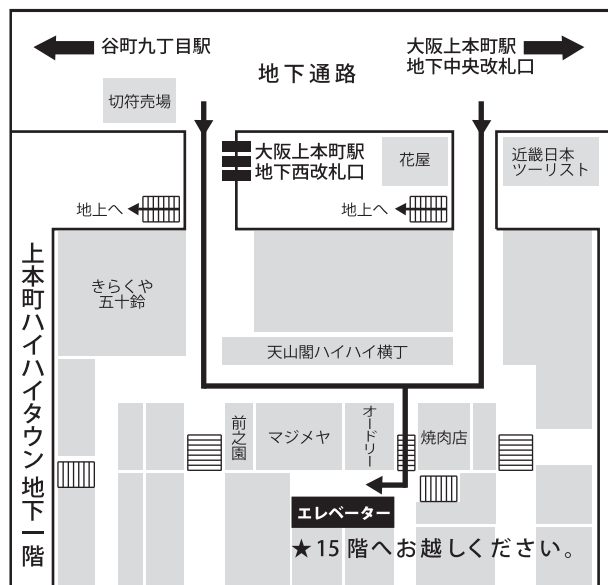 谷町九丁目駅
大阪上本町駅
地下中央改札口
地下通路
切符売場
大阪上本町駅
地下西改札口
花屋
近畿日本
ツーリスト
地上へ
地上へ
上本町ハイハイタウン地下一階
きらくや
五十鈴
天山閣ハイハイ横丁
前之園
マジメヤ
オードリー
焼肉店
エレベーター
★15階へお越しください。